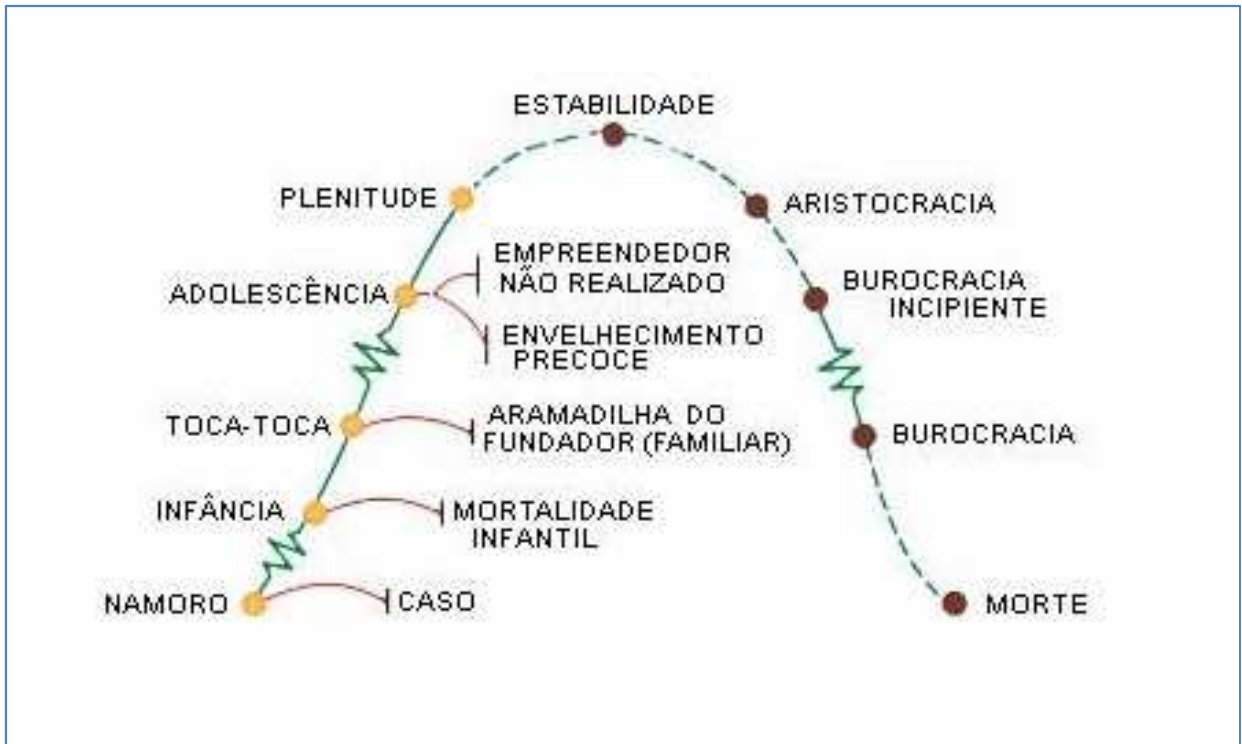 ESTABILIDADE
PLENITUDE
ARISTOCRACIA
EMPREENDEDOR
NÃO REALIZADO
ADOLESCÊNCIA
BUROCRACIA
INCIPIENTE
ENVELHECIMENTO
PRECOCE
TOCA-TOCA
ARAMADILHA DO
FUNDADOR (FAMILIAR)
BUROCRACIA
INFÂNCIA
MORTALIDADE
INFANTIL
NAMORO
CASO
MORTE